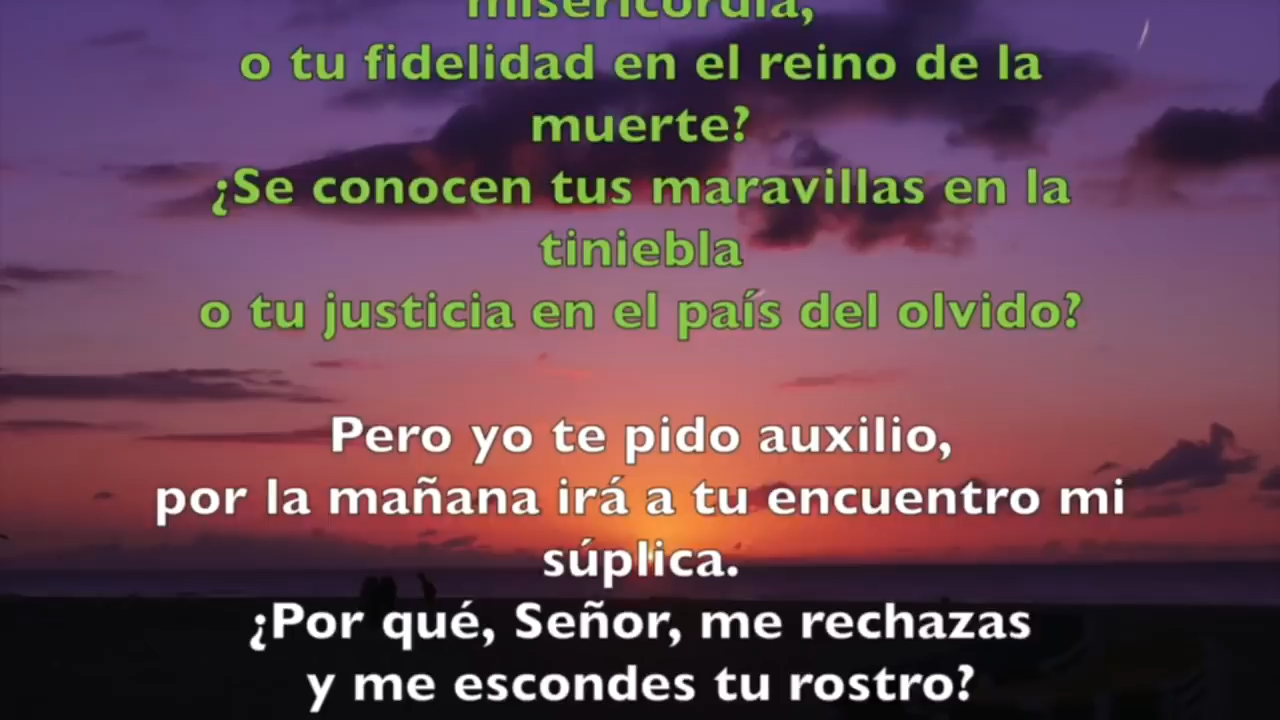 misericordia,
o tu fidelidad en el reino de la
muerte?
¿Se conocen tus maravillas en la
tiniebla
o tu justicia en el país del olvido?
Pero yo te pido auxilio,
por la mañana irá a tu encuentro mi
súplica.
¿Por qué, Señor, me rechazas
y me escondes tu rostro?